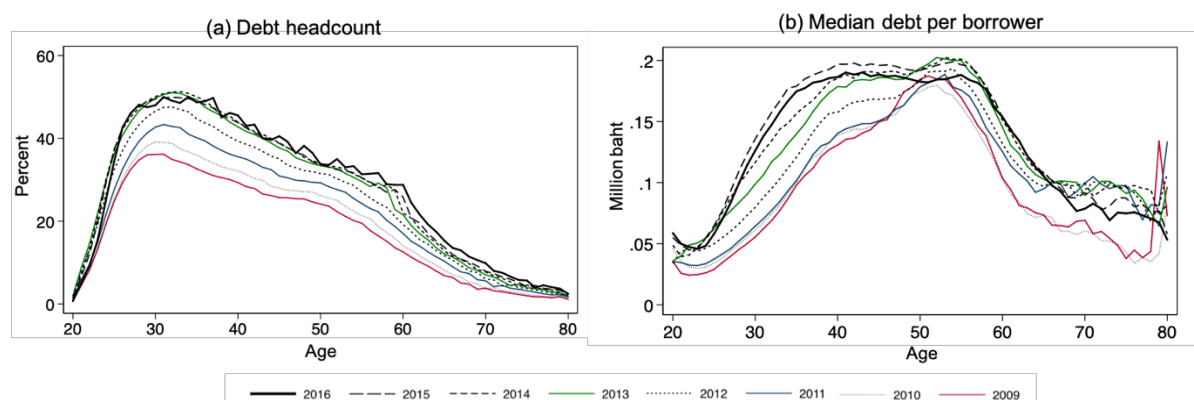 (a) Debt headcount
Percent
60
40
20
0
20 30 40 50 60 70 80
Age
(b) Median debt per borrower
Million baht
.2
.15
.1
.05
0
20 30 40 50 60 70 80
Age
2016 2015 2014 2013 2012 2011 2010 2009